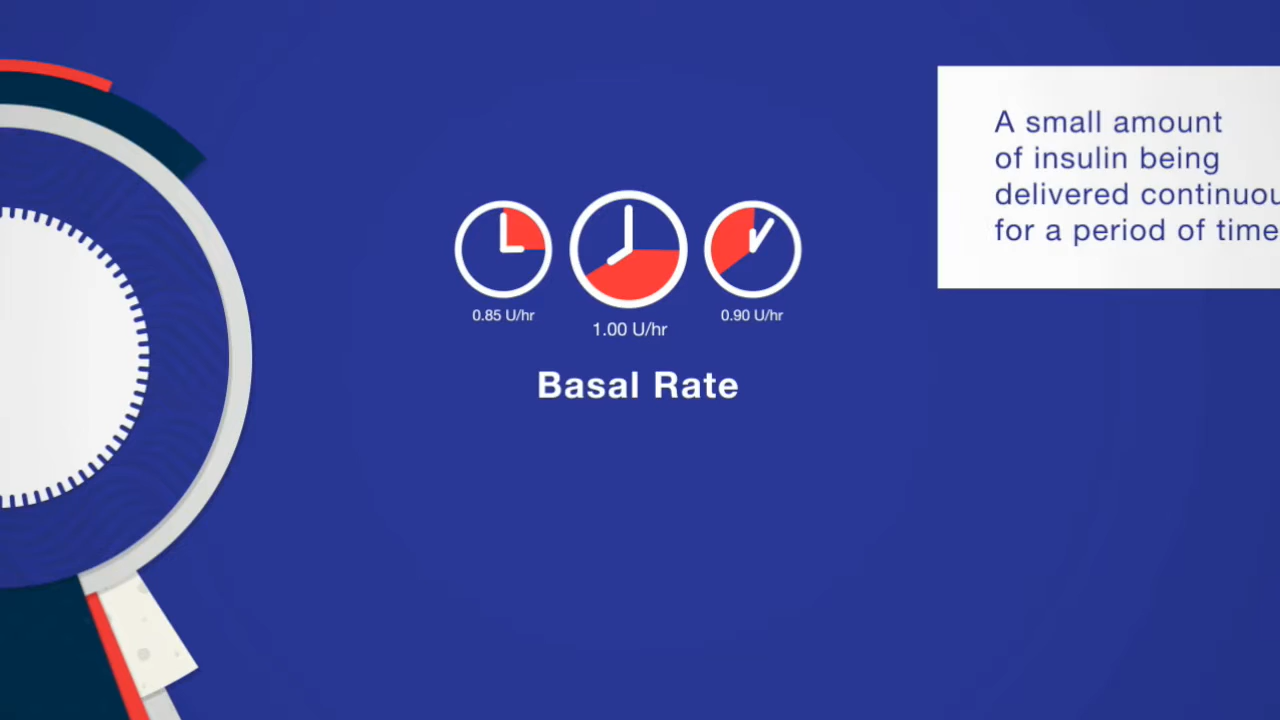 A small amount
of insulin being
delivered
for a period of time
0.85 U/hr
1.00 U/hr
0.90 U/hr
Basal Rate